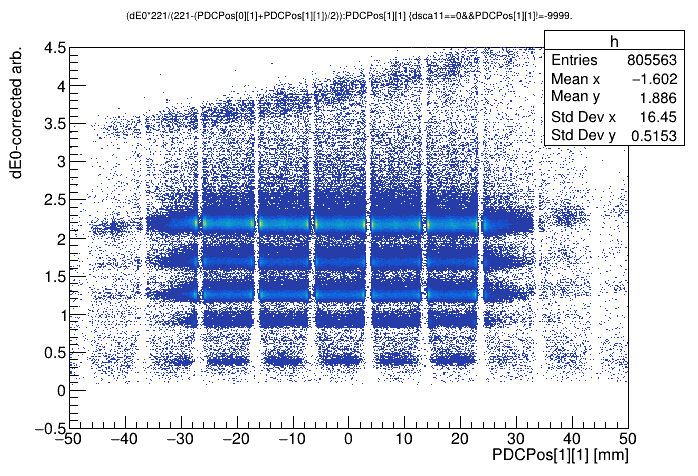 (dE0*221/(221-(PDCPos[0][1]+PDCPos[1][1])/2)):PDCPos[1][1] {dsca11==0&&PDCPos[1][1]!=-9999.
h
Entries 805563
Mean x −1.602
Mean y 1.886
Std Dev x 16.45
Std Dev y 0.5153
dE0-corrected arb.
4.5
4
3.5
3
2.5
2
1.5
1
0.5
0
−0.5
−50 −40 −30 −20 −10 0 10 20 30 40 50
PDCPos[1][1] [mm]